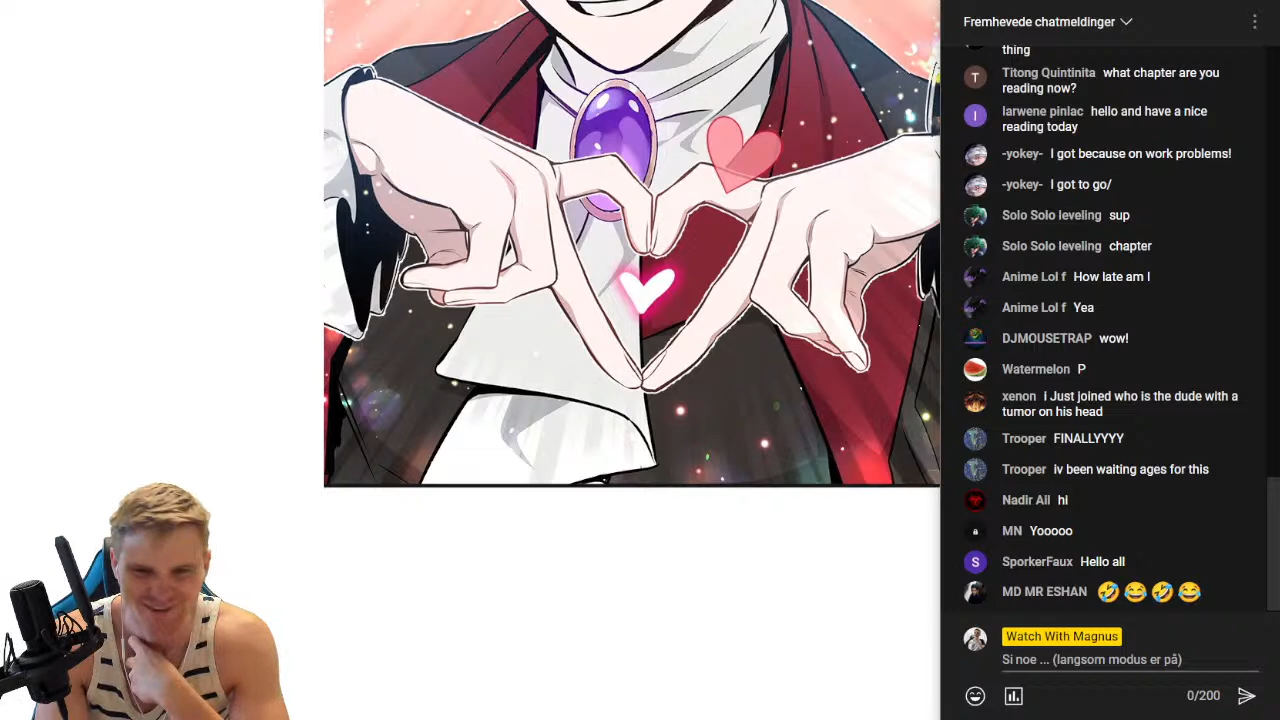 Fremhevede chatmeldinger
thing
T Titong Quintinita what chapter are you
reading now?
I Iarwene pinlac hello and have a nice
reading today
-yokey- I got because on work problems!
-yokey- I got to go/
Solo Solo leveling sup
Solo Solo leveling chapter
Anime Lol f How late am I
Anime Lol f Yea
DJMOUSETRAP wow!
Watermelon P
xenon i Just joined who is the dude with a
tumor on his head
Trooper FINALLYYYY
Trooper iv been waiting ages for this
Nadir Ali hi
MN Yooooo
S SporkerFaux Hello all
MD MR ESHAN 🤣😂🤣😂
Watch With Magnus
Si noe ... (langsom modus er på)
0/200